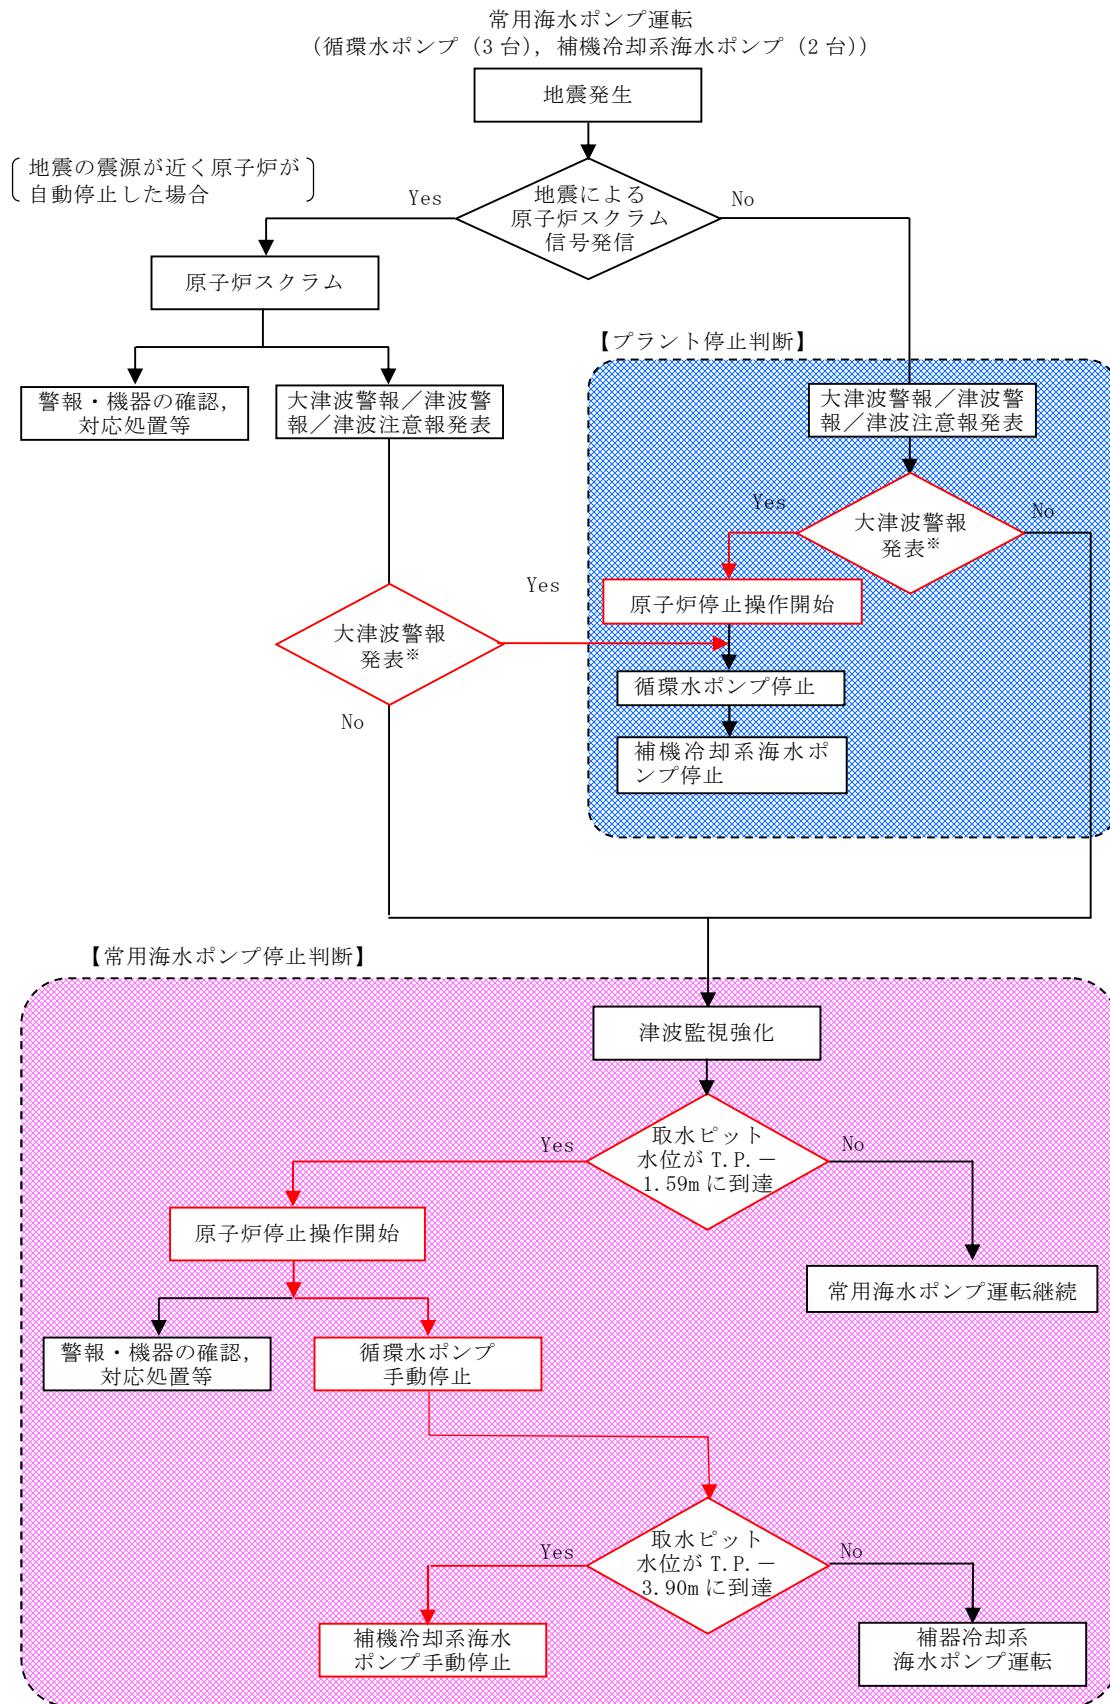 常用海水ポンプ運転
（循環水ポンプ（3台），補機冷却系海水ポンプ（2台））
地震発生
地震の震源が近く原子炉が
自動停止した場合
Yes
地震による
原子炉スクラム
信号発信
No
原子炉スクラム
【プラント停止判断】
警報・機器の確認，
対応処置等
大津波警報／津波警
報／津波注意報発表
大津波警報／津波警
報／津波注意報発表
Yes
大津波警報
発表※
No
原子炉停止操作開始
Yes
大津波警報
発表※
No
循環水ポンプ停止
補機冷却系海水ポ
ンプ停止
【常用海水ポンプ停止判断】
津波監視強化
Yes
取水ピット
水位が T.P.－
1.59m に到達
No
原子炉停止操作開始
常用海水ポンプ運転継続
警報・機器の確認，
対応処置等
循環水ポンプ
手動停止
Yes
取水ピット
水位が T.P.－
3.90m に到達
No
補機冷却系海水
ポンプ手動停止
補器冷却系
海水ポンプ運転